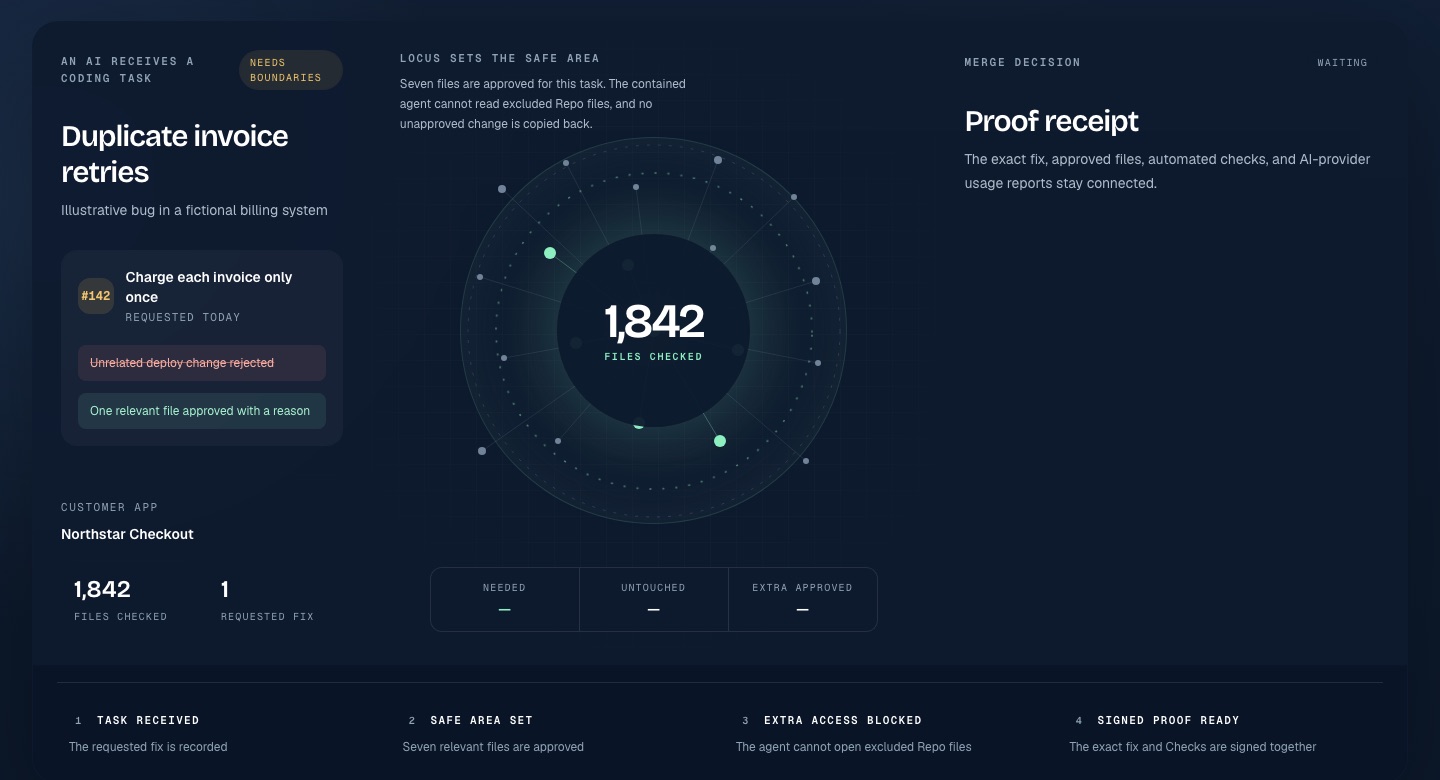 AN AI RECEIVES A
CODING TASK
NEEDS
BOUNDARIES
Duplicate invoice
retries
Illustrative bug in a fictional billing system
#142
Charge each invoice only
once
REQUESTED TODAY
Unrelated deploy change rejected
One relevant file approved with a reason
CUSTOMER APP
Northstar Checkout
1,842
FILES CHECKED
1
REQUESTED FIX
LOCUS SETS THE SAFE AREA
Seven files are approved for this task. The contained
agent cannot read excluded Repo files, and no
unapproved change is copied back.
1,842
FILES CHECKED
NEEDED
—
UNTOUCHED
—
EXTRA APPROVED
—
MERGE DECISION
WAITING
Proof receipt
The exact fix, approved files, automated checks, and AI-provider
usage reports stay connected.
1 TASK RECEIVED
The requested fix is recorded
2 SAFE AREA SET
Seven relevant files are approved
3 EXTRA ACCESS BLOCKED
The agent cannot open excluded Repo files
4 SIGNED PROOF READY
The exact fix and Checks are signed together